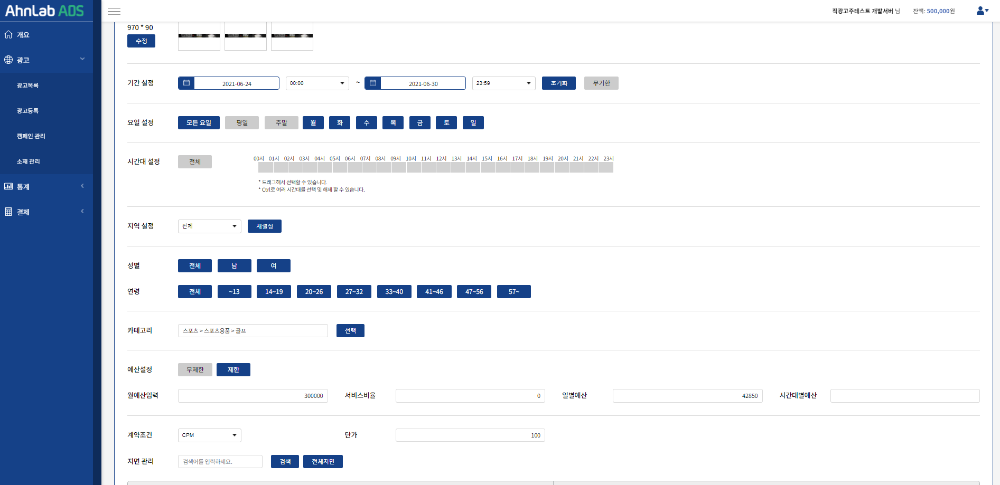 AhnLab ADS
직광고주테스트 개발서버 님 잔액: 500,000원
개요
광고
광고목록
광고등록
캠페인 관리
소재 관리
통계
결제
970 * 90
수정
기간 설정 2021-06-24 00:00 ~ 2021-06-30 23:59 초기화 무기한
요일 설정 모든 요일 평일 주말 월 화 수 목 금 토 일
시간대 설정 전체 00시 01시 02시 03시 04시 05시 06시 07시 08시 09시 10시 11시 12시 13시 14시 15시 16시 17시 18시 19시 20시 21시 22시 23시
* 드래그해서 선택할 수 있습니다.
* Ctrl로 여러 시간대를 선택 및 해제 할 수 있습니다.
지역 설정 전체 재설정
성별 전체 남 여
연령 전체 ~13 14~19 20~26 27~32 33~40 41~46 47~56 57~
카테고리 스포츠 > 스포츠용품 > 골프 선택
예산설정 무제한 제한
월예산입력 300000 서비스비율 0 일별예산 42850 시간대별예산
계약조건 CPM 단가 100
지면 관리 검색어를 입력하세요. 검색 전체지면